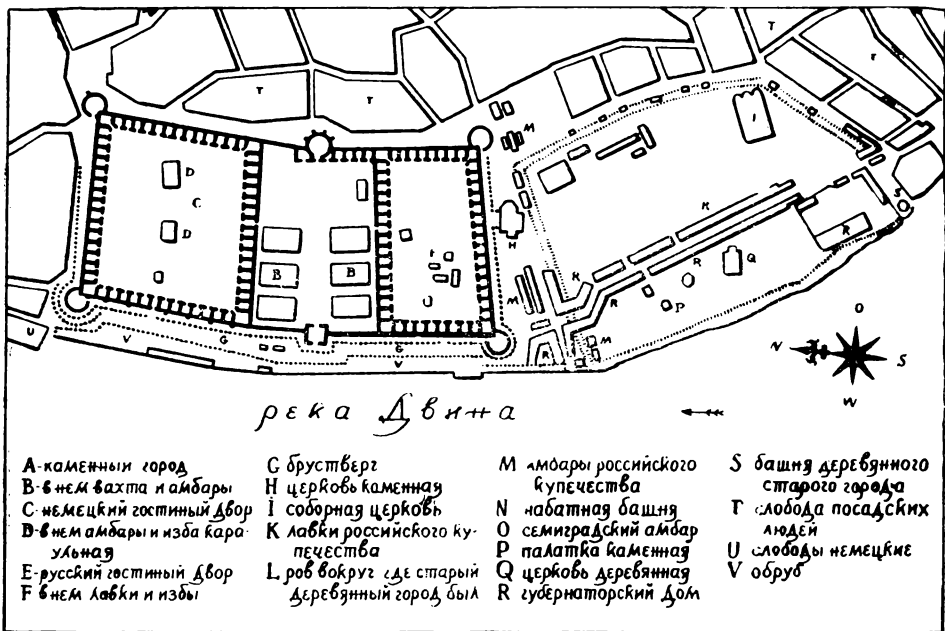 T
T
T
T
M
I
D
C
D
S
K
H
R
B
B
R
Q
R
M
R
P
U
V
G
G
V
M
R
O
N
S
W
река Двина
A-каменный город
B-в нем вахта и амбары
C-немецкий гостиный двор
D-в нем амбары и изба кара-
ульная
E-русский гостиный двор
F в нем лавки и избы
G брустверг
H церковь каменная
I соборная церковь
K лавки российского ку-
печества
L ров вокруг где старый
деревянный город был
M амбары российского
купечества
N набатная башня
O семиградский амбар
P палатка каменная
Q церковь деревянная
R губернаторский дом
S башня деревянного
старого города
T слобода посадских
людей
U слободы немецкие
V обруб